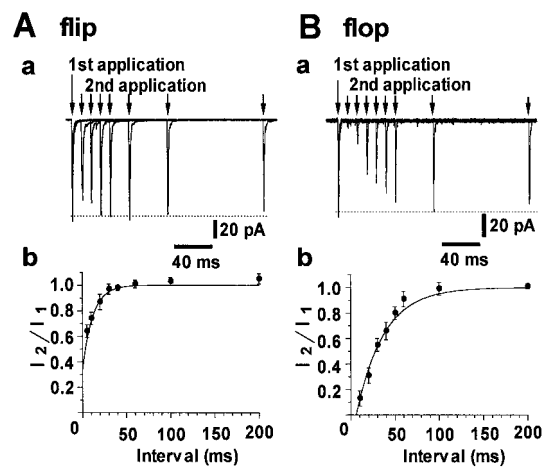 A flip
B flop
a
1st application
2nd application
20 pA
40 ms
a
1st application
2nd application
20 pA
40 ms
b
I2/I1
1.0
0.8
0.6
0.4
0.2
0 50 100 150 200
Interval (ms)
b
I2/I1
1.0
0.8
0.6
0.4
0.2
0 50 100 150 200
Interval (ms)